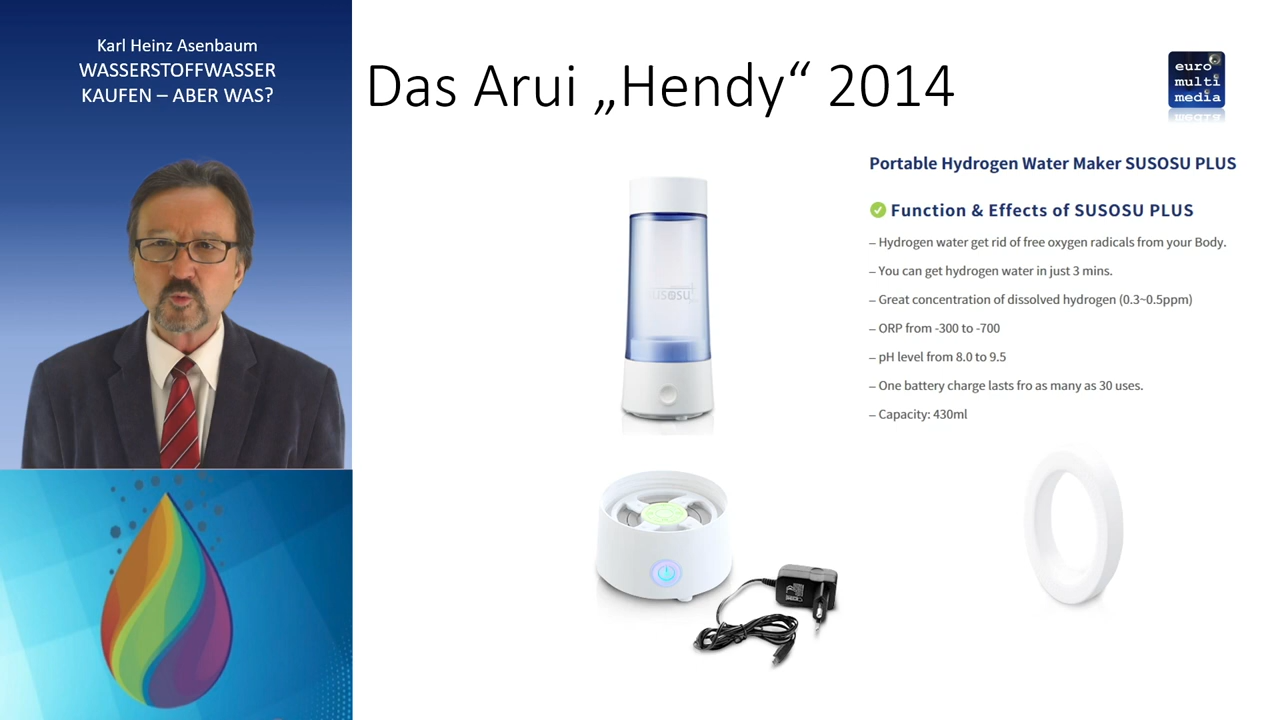 Karl Heinz Asenbaum
WASSERSTOFFWASSER
KAUFEN – ABER WAS?
Das Arui „Hendy“ 2014
euro
multi
media
Portable Hydrogen Water Maker SUSOSU PLUS
Function & Effects of SUSOSU PLUS
– Hydrogen water get rid of free oxygen radicals from your Body.
– You can get hydrogen water in just 3 mins.
– Great concentration of dissolved hydrogen (0.3~0.5ppm)
– ORP from -300 to -700
– pH level from 8.0 to 9.5
– One battery charge lasts fro as many as 30 uses.
– Capacity: 430ml
susosu